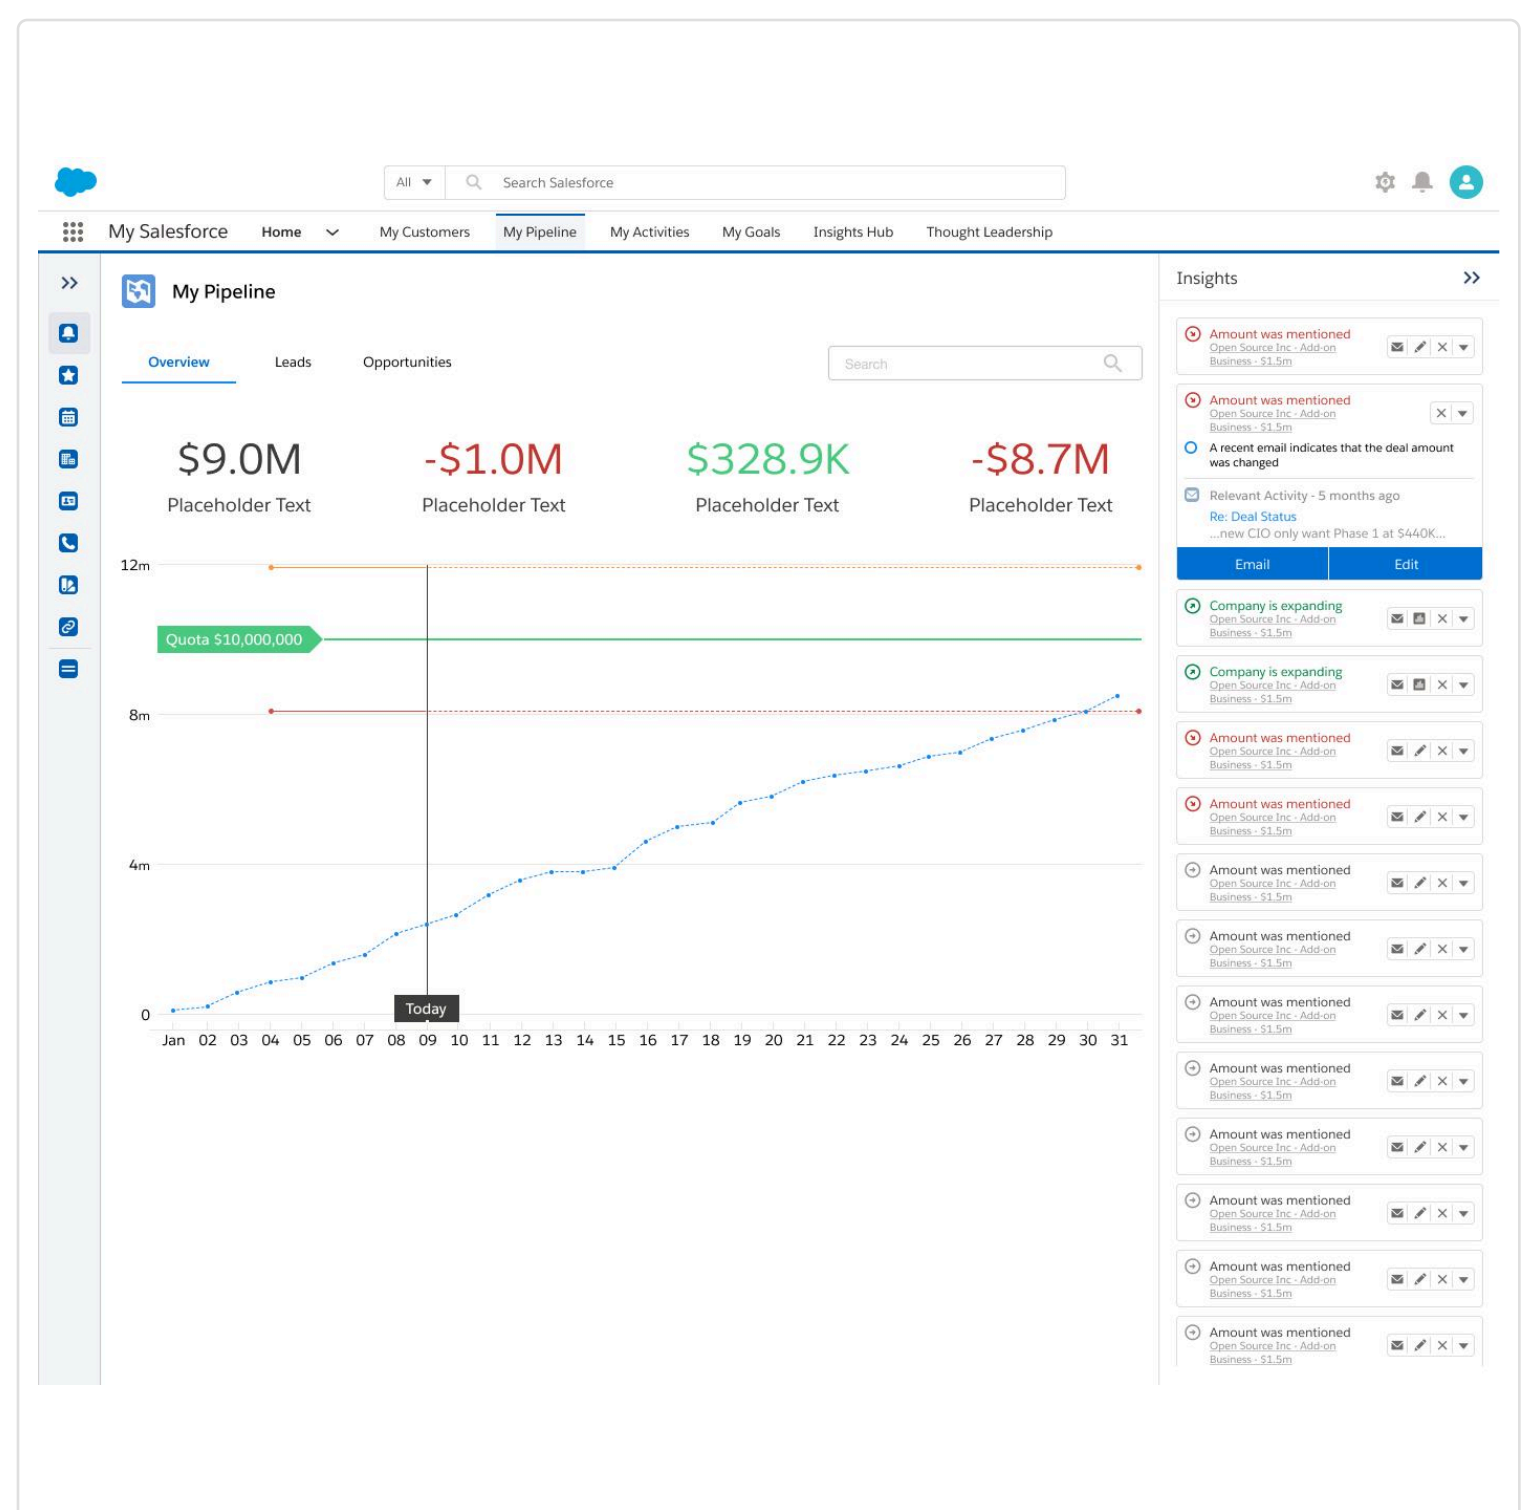 All
Search Salesforce
My Salesforce
Home
My Customers
My Pipeline
My Activities
My Goals
Insights Hub
Thought Leadership
My Pipeline
Overview
Leads
Opportunities
Search
$9.0M
Placeholder Text
-$1.0M
Placeholder Text
$328.9K
Placeholder Text
-$8.7M
Placeholder Text
12m
Quota $10,000,000
8m
4m
0
Today
Jan 02 03 04 05 06 07 08 09 10 11 12 13 14 15 16 17 18 19 20 21 22 23 24 25 26 27 28 29 30 31
Insights
Amount was mentioned
Open Source Inc - Add-on
Business - $1.5m
Amount was mentioned
Open Source Inc - Add-on
Business - $1.5m
A recent email indicates that the deal amount
was changed
Relevant Activity - 5 months ago
Re: Deal Status
...new CIO only want Phase 1 at $440K...
Email
Edit
Company is expanding
Open Source Inc - Add-on
Business - $1.5m
Company is expanding
Open Source Inc - Add-on
Business - $1.5m
Amount was mentioned
Open Source Inc - Add-on
Business - $1.5m
Amount was mentioned
Open Source Inc - Add-on
Business - $1.5m
Amount was mentioned
Open Source Inc - Add-on
Business - $1.5m
Amount was mentioned
Open Source Inc - Add-on
Business - $1.5m
Amount was mentioned
Open Source Inc - Add-on
Business - $1.5m
Amount was mentioned
Open Source Inc - Add-on
Business - $1.5m
Amount was mentioned
Open Source Inc - Add-on
Business - $1.5m
Amount was mentioned
Open Source Inc - Add-on
Business - $1.5m
Amount was mentioned
Open Source Inc - Add-on
Business - $1.5m
Amount was mentioned
Open Source Inc - Add-on
Business - $1.5m